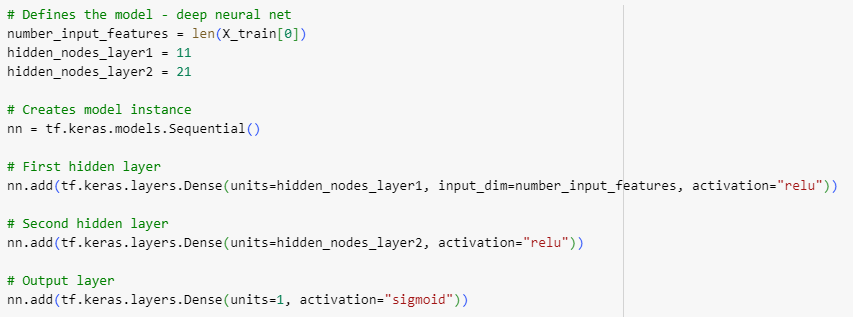 # Defines the model - deep neural net
number_input_features = len(X_train[0])
hidden_nodes_layer1 = 11
hidden_nodes_layer2 = 21
# Creates model instance
nn = tf.keras.models.Sequential()
# First hidden layer
nn.add(tf.keras.layers.Dense(units=hidden_nodes_layer1, input_dim=number_input_features, activation="relu"))
# Second hidden layer
nn.add(tf.keras.layers.Dense(units=hidden_nodes_layer2, activation="relu"))
# Output layer
nn.add(tf.keras.layers.Dense(units=1, activation="sigmoid"))